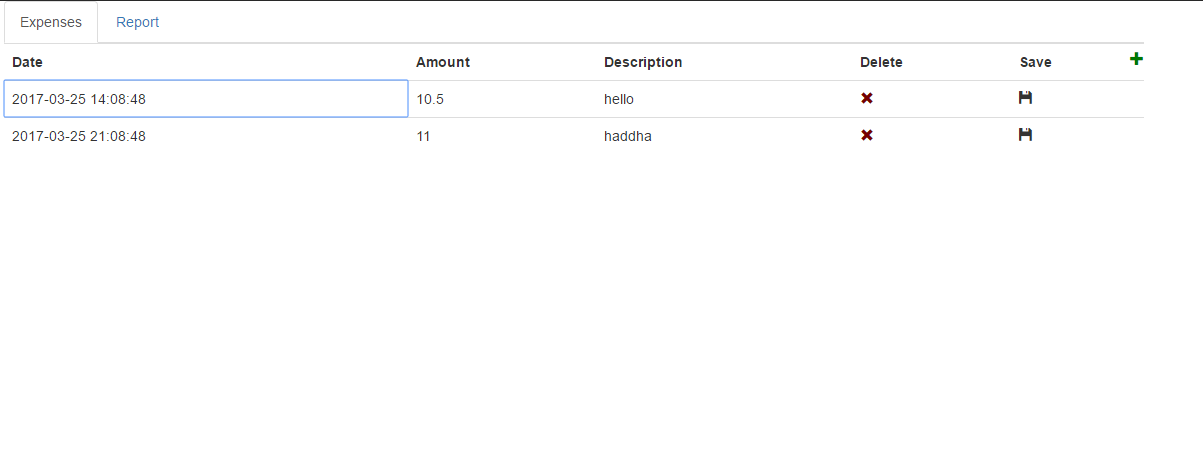 Expenses Report
Date Amount Description Delete Save
2017-03-25 14:08:48 10.5 hello
2017-03-25 21:08:48 11 haddha